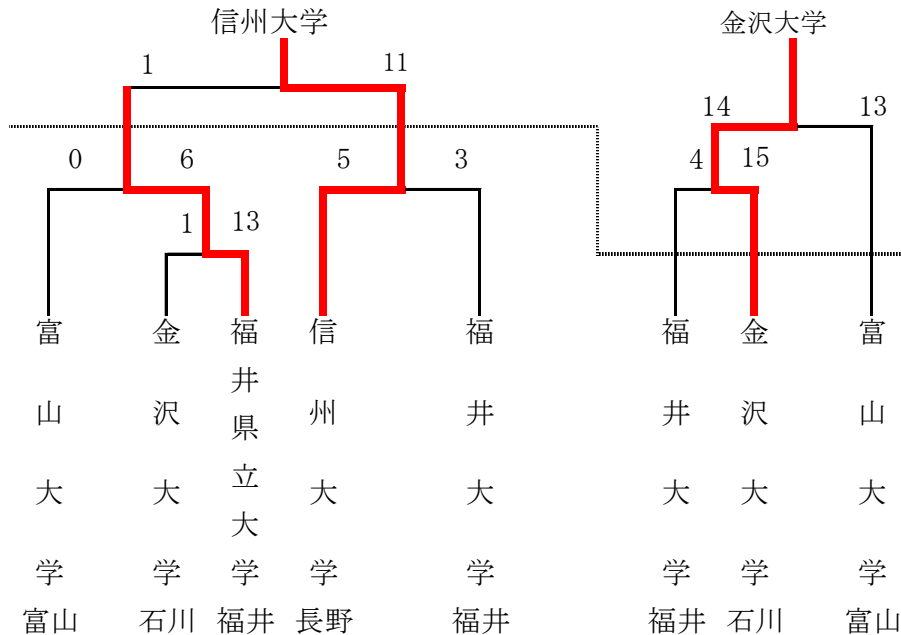 信州大学
金沢大学
1
11
14
13
0
6
5
3
4
15
1
13
富山大学
金沢大学
福井県立大学
信州大学
福井大学
福井大学
金沢大学
富山大学
富山
石川
福井
長野
福井
福井
石川
富山